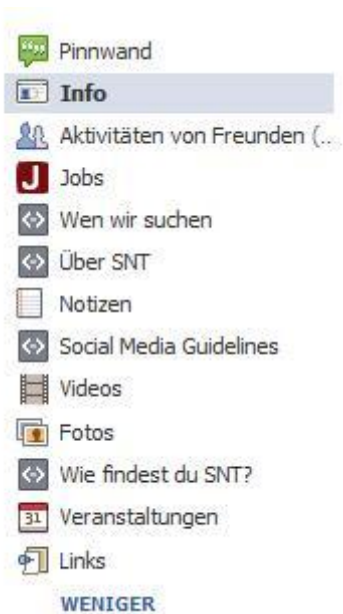 Pinnwand
Info
Aktivitäten von Freunden (..
J Jobs
Wen wir suchen
Über SNT
Notizen
Social Media Guidelines
Videos
Fotos
Wie findest du SNT?
31 Veranstaltungen
Links
WENIGER